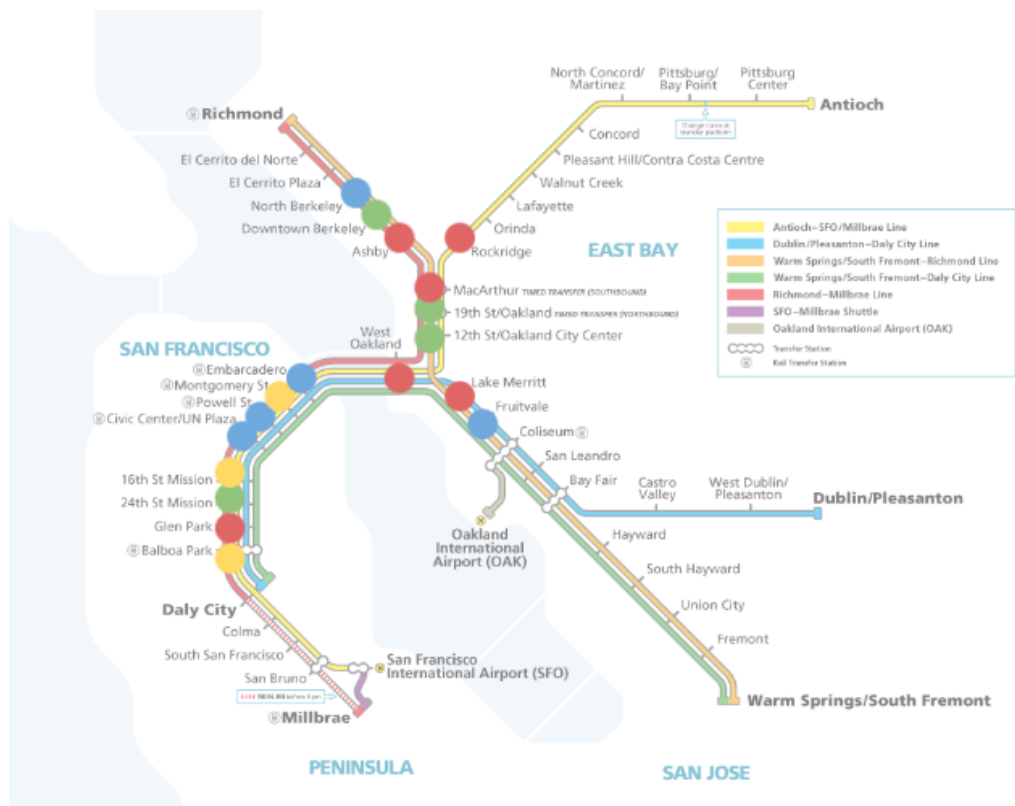 Richmond
El Cerrito del Norte
El Cerrito Plaza
North Berkeley
Downtown Berkeley
Ashby
North Concord/
Martinez
Pittsburg/
Bay Point
Pittsburg
Center
Antioch
Change trains at
transfer platform
Concord
Pleasant Hill/Contra Costa Centre
Walnut Creek
Lafayette
Orinda
Rockridge
EAST BAY
MacArthur TIMED TRANSFER (SOUTHBOUND)
19th St/Oakland TIMED TRANSFER (NORTHBOUND)
12th St/Oakland City Center
Antioch–SFO/Millbrae Line
Dublin/Pleasanton–Daly City Line
Warm Springs/South Fremont–Richmond Line
Warm Springs/South Fremont–Daly City Line
Richmond–Millbrae Line
SFO–Millbrae Shuttle
Oakland International Airport (OAK)
Transfer Station
Rail Transfer Station
West
Oakland
SAN FRANCISCO
Embarcadero
Montgomery St
Powell St
Civic Center/UN Plaza
16th St Mission
24th St Mission
Glen Park
Balboa Park
Daly City
Colma
South San Francisco
San Bruno
Millbrae
San Francisco
International Airport (SFO)
Lake Merritt
Fruitvale
Coliseum
San Leandro
Bay Fair
Castro
Valley
West Dublin/
Pleasanton
Dublin/Pleasanton
Oakland
International
Airport (OAK)
Hayward
South Hayward
Union City
Fremont
Warm Springs/South Fremont
PENINSULA
SAN JOSE